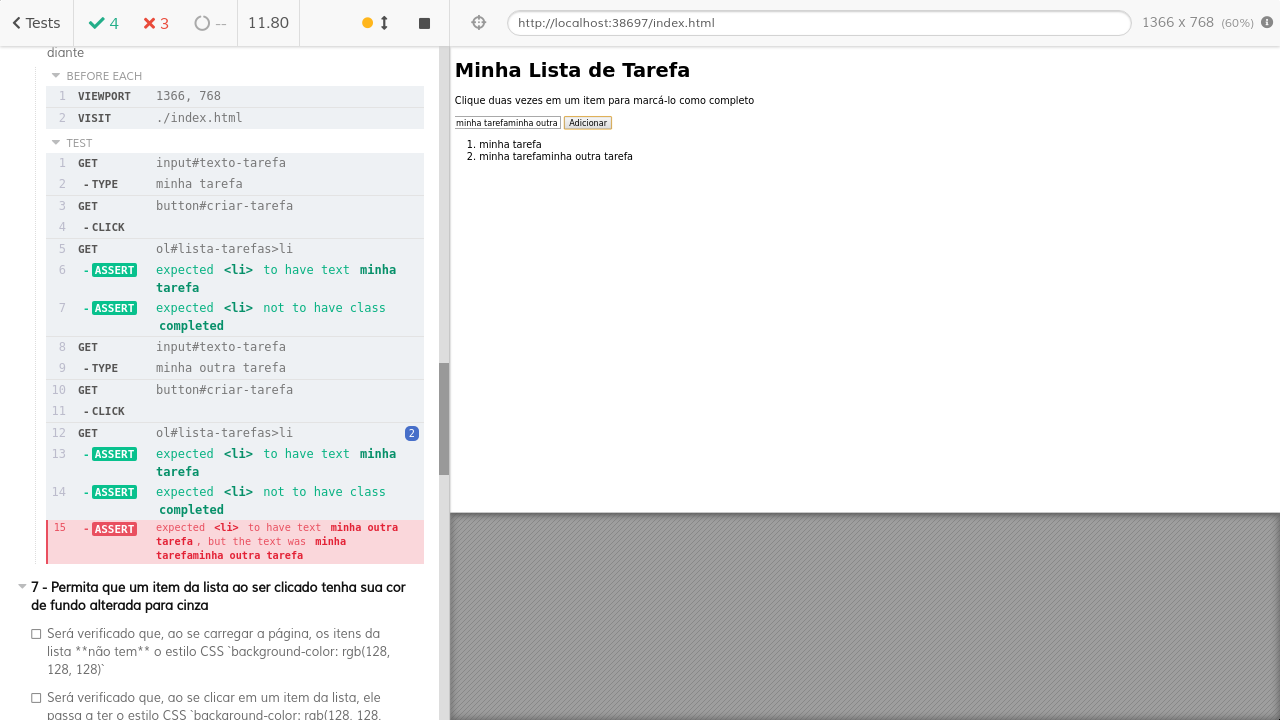 Tests
4
3
--
11.80
http://localhost:38697/index.html
1366 x 768 (60%)
diante
BEFORE EACH
1 VIEWPORT 1366, 768
2 VISIT ./index.html
TEST
1 GET input#texto-tarefa
2 - TYPE minha tarefa
3 GET button#criar-tarefa
4 - CLICK
5 GET ol#lista-tarefas>li
6 - ASSERT expected <li> to have text minha
tarefa
7 - ASSERT expected <li> not to have class
completed
8 GET input#texto-tarefa
9 - TYPE minha outra tarefa
10 GET button#criar-tarefa
11 - CLICK
12 GET ol#lista-tarefas>li 2
13 - ASSERT expected <li> to have text minha
tarefa
14 - ASSERT expected <li> not to have class
completed
15 - ASSERT expected <li> to have text minha outra
tarefa , but the text was minha
tarefaminha outra tarefa
7 - Permita que um item da lista ao ser clicado tenha sua cor
de fundo alterada para cinza
Será verificado que, ao se carregar a página, os itens da
lista **não tem** o estilo CSS `background-color: rgb(128,
128, 128)`
Será verificado que, ao se clicar em um item da lista, ele
passa a ter o estilo CSS `background-color: rgb(128, 128,
Minha Lista de Tarefa
Clique duas vezes em um item para marcá-lo como completo
minha tarefaminha outra Adicionar
1. minha tarefa
2. minha tarefaminha outra tarefa